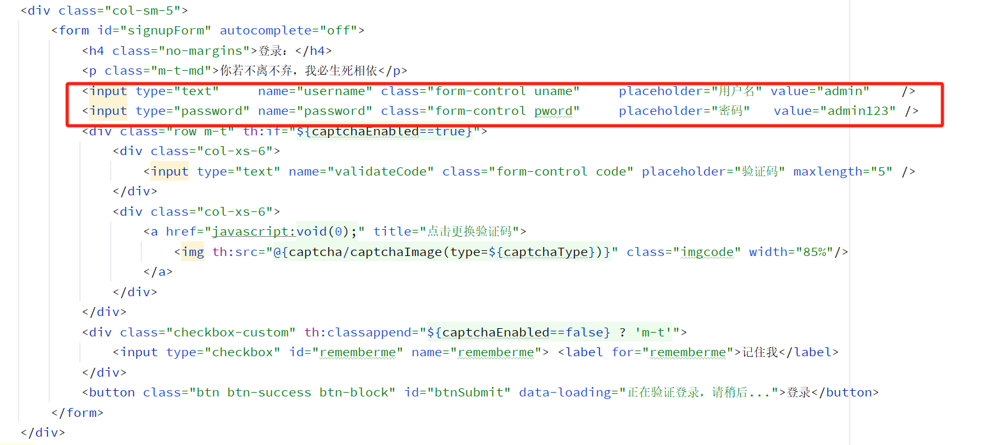 <div class="col-sm-5">
<form id="signupForm" autocomplete="off">
<h4 class="no-margins">登录：</h4>
<p class="m-t-md">你若不离不弃，我必生死相依</p>
<input type="text"     name="username" class="form-control uname"     placeholder="用户名" value="admin"    />
<input type="password" name="password" class="form-control pword"     placeholder="密码"   value="admin123" />
<div class="row m-t" th:if="${captchaEnabled==true}">
<div class="col-xs-6">
<input type="text" name="validateCode" class="form-control code" placeholder="验证码" maxlength="5" />
</div>
<div class="col-xs-6">
<a href="javascript:void(0);" title="点击更换验证码">
<img th:src="@{captcha/captchaImage(type=${captchaType})}" class="imgcode" width="85%"/>
</a>
</div>
</div>
<div class="checkbox-custom" th:classappend="${captchaEnabled==false} ? 'm-t'">
<input type="checkbox" id="rememberme" name="rememberme"> <label for="rememberme">记住我</label>
</div>
<button class="btn btn-success btn-block" id="btnSubmit" data-loading="正在验证登录，请稍后...">登录</button>
</form>
</div>